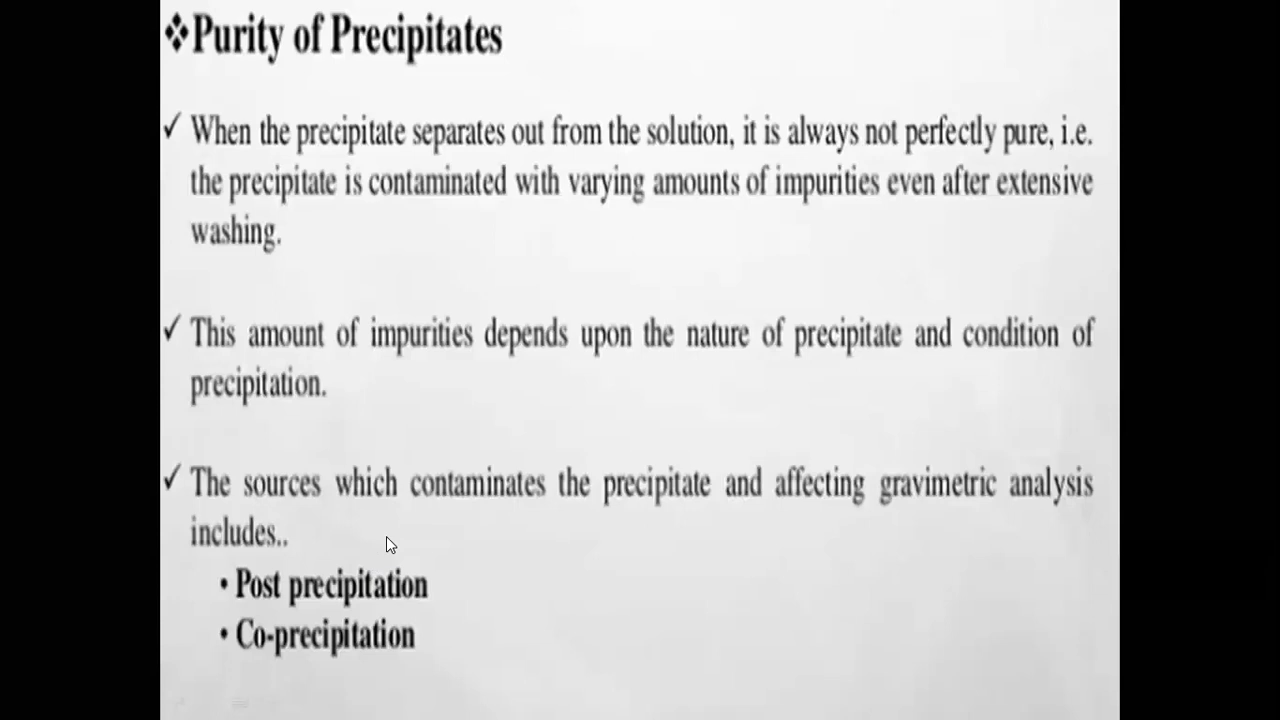 ❖Purity of Precipitates
✓ When the precipitate separates out from the solution, it is always not perfectly pure, i.e.
the precipitate is contaminated with varying amounts of impurities even after extensive
washing.
✓ This amount of impurities depends upon the nature of precipitate and condition of
precipitation.
✓ The sources which contaminates the precipitate and affecting gravimetric analysis
includes..
• Post precipitation
• Co-precipitation